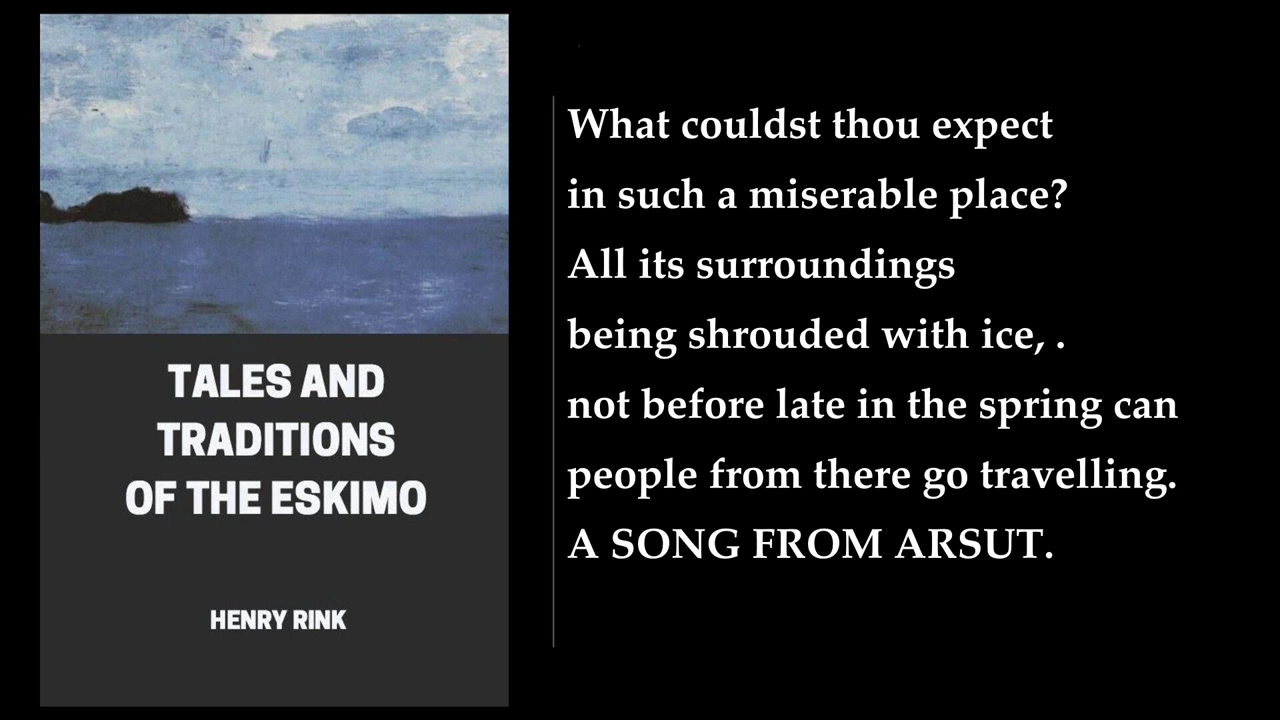 TALES AND
TRADITIONS
OF THE ESKIMO
HENRY RINK
What couldst thou expect
in such a miserable place?
All its surroundings
being shrouded with ice, .
not before late in the spring can
people from there go travelling.
A SONG FROM ARSUT.